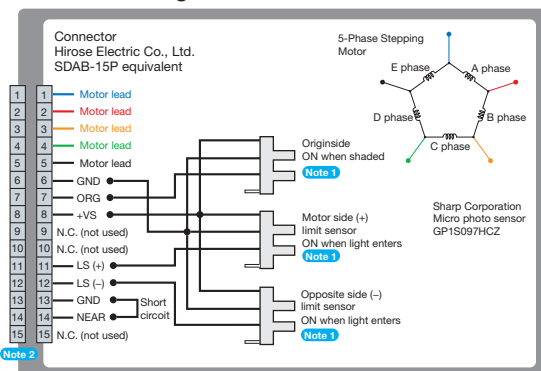 Connector
Hirose Electric Co., Ltd.
SDAB-15P equivalent
5-Phase Stepping
Motor
E phase
A phase
D phase
B phase
C phase
1 1 Motor lead
2 2 Motor lead
3 3 Motor lead
4 4 Motor lead
5 5 Motor lead
6 6 GND
7 7 ORG
8 8 +VS
9 9 N.C. (not used)
10 10 N.C. (not used)
11 11 LS (+)
12 12 LS (–)
13 13 GND
14 14 NEAR
15 15 N.C. (not used)
Short
circoit
Note 2
Originside
ON when shaded
Note 1
Motor side (+)
limit sensor
ON when light enters
Note 1
Opposite side (–)
limit sensor
ON when light enters
Note 1
Sharp Corporation
Micro photo sensor
GP1S097HCZ